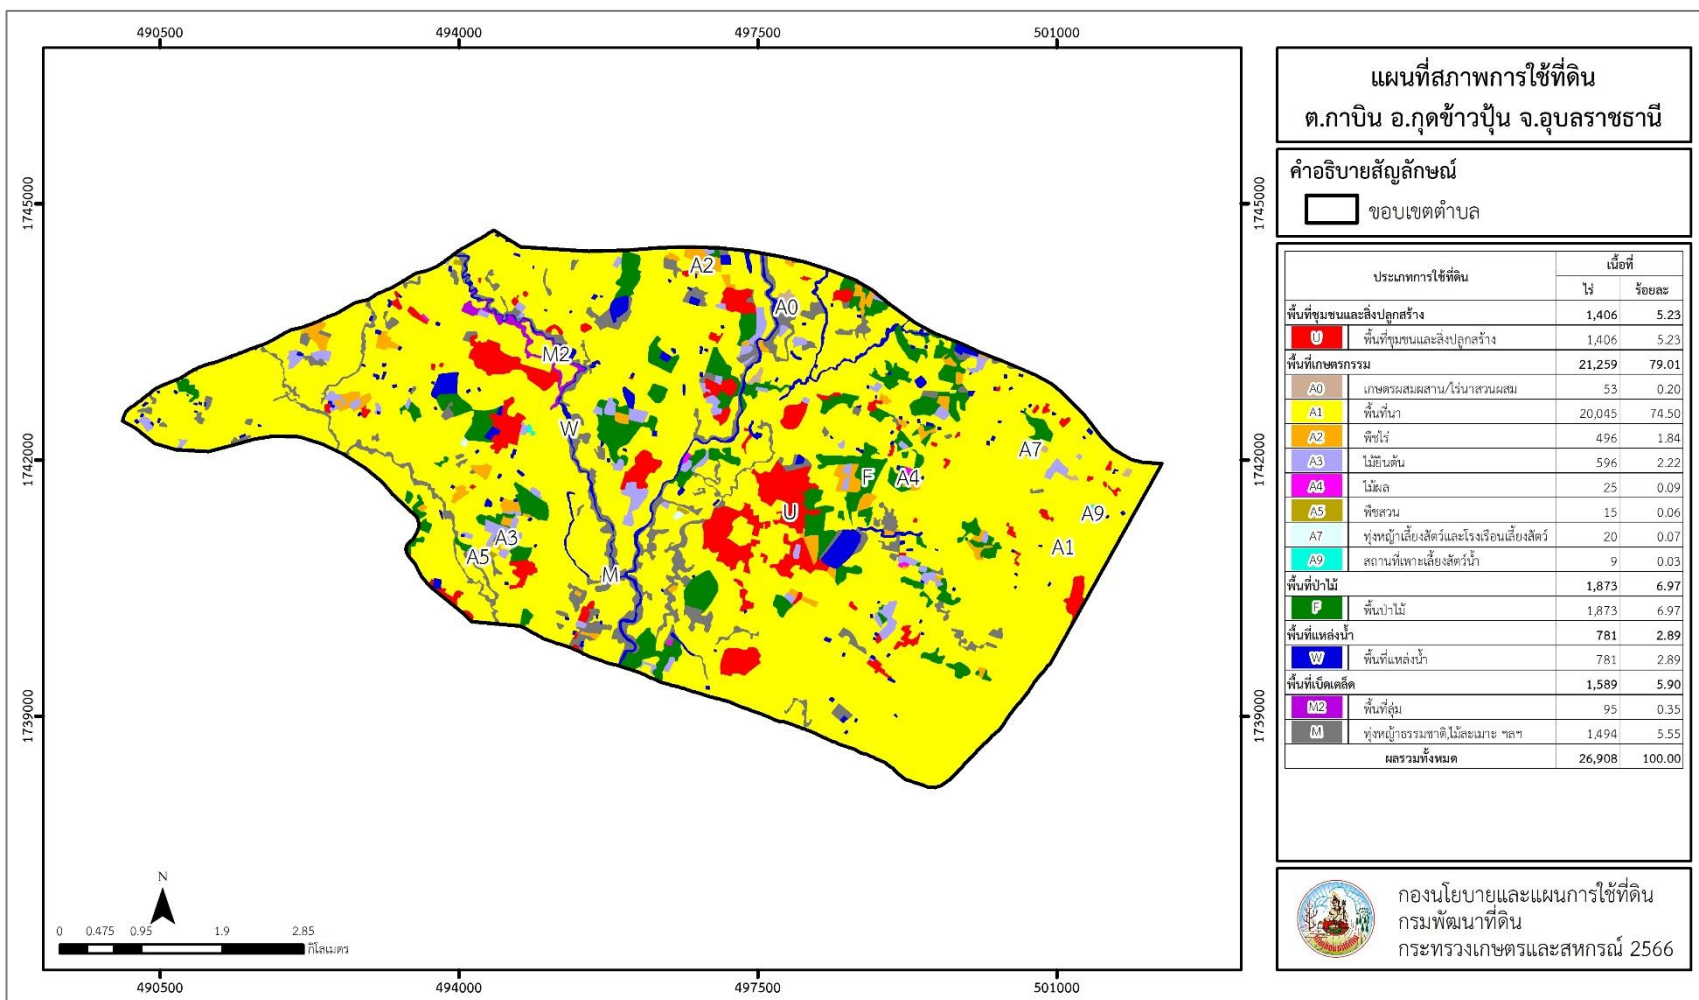 490500 494000 497500 501000
1745000 1745000
1742000 1742000
1739000 1739000
A2
A0
M2
W
A7
F A4
U A9
A3 A1
A5
M
N
0 0.475 0.95 1.9 2.85
กิโลเมตร
490500 494000 497500 501000
แผนที่สภาพการใช้ที่ดิน
ต.กาบิน อ.กุดข้าวปุ้น จ.อุบลราชธานี
คำอธิบายสัญลักษณ์
ขอบเขตตำบล
ประเภทการใช้ที่ดิน เนื้อที่
ไร่ ร้อยละ
พื้นที่ชุมชนและสิ่งปลูกสร้าง 1,406 5.23
U พื้นที่ชุมชนและสิ่งปลูกสร้าง 1,406 5.23
พื้นที่เกษตรกรรม 21,259 79.01
A0 เกษตรผสมผสาน/ไร่นาสวนผสม 53 0.20
A1 พื้นที่นา 20,045 74.50
A2 พืชไร่ 496 1.84
A3 ไม้ยืนต้น 596 2.22
A4 ไม้ผล 25 0.09
A5 พืชสวน 15 0.06
A7 ทุ่งหญ้าเลี้ยงสัตว์และโรงเรือนเลี้ยงสัตว์ 20 0.07
A9 สถานที่เพาะเลี้ยงสัตว์น้ำ 9 0.03
พื้นที่ป่าไม้ 1,873 6.97
F พื้นป่าไม้ 1,873 6.97
พื้นที่แหล่งน้ำ 781 2.89
W พื้นที่แหล่งน้ำ 781 2.89
พื้นที่เบ็ดเตล็ด 1,589 5.90
M2 พื้นที่ลุ่ม 95 0.35
M ทุ่งหญ้าธรรมชาติ,ไม้ละเมาะ ฯลฯ 1,494 5.55
ผลรวมทั้งหมด 26,908 100.00
กองนโยบายและแผนการใช้ที่ดิน
กรมพัฒนาที่ดิน
กระทรวงเกษตรและสหกรณ์ 2566